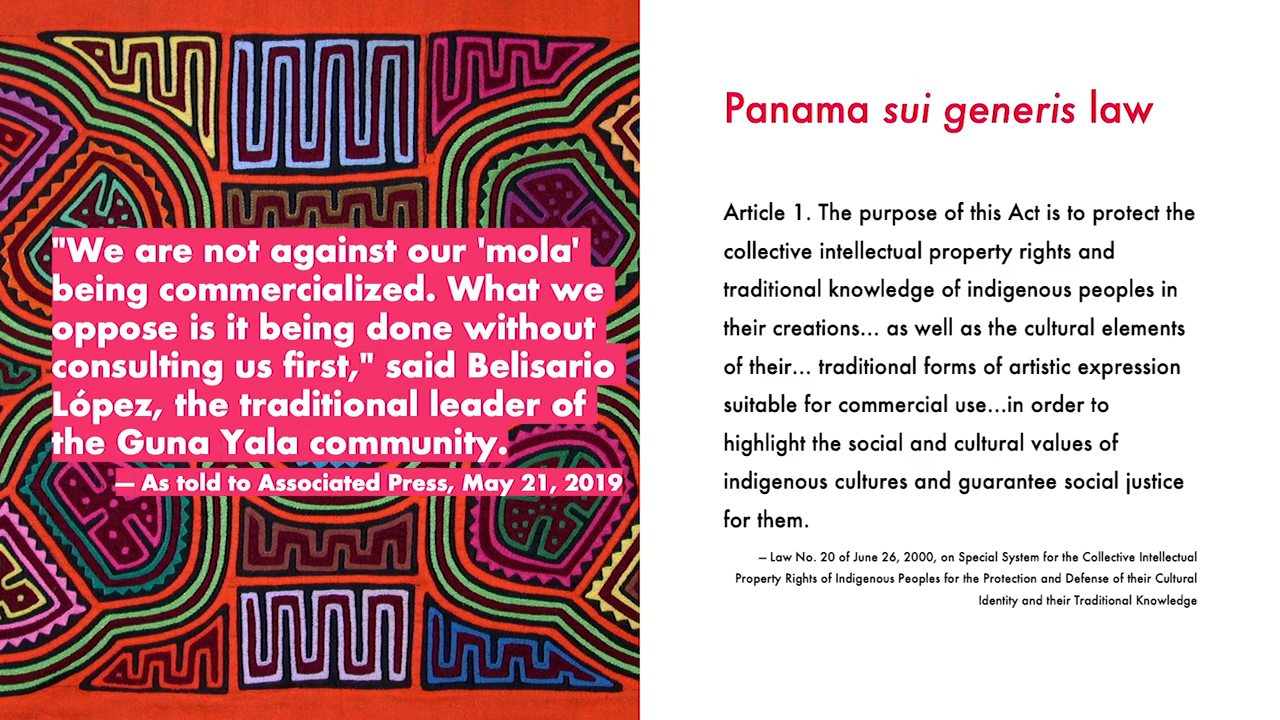 "We are not against our 'mola'
being commercialized. What we
oppose is it being done without
consulting us first," said Belisario
López, the traditional leader of
the Guna Yala community.
— As told to Associated Press, May 21, 2019
Panama sui generis law
Article 1. The purpose of this Act is to protect the
collective intellectual property rights and
traditional knowledge of indigenous peoples in
their creations... as well as the cultural elements
of their... traditional forms of artistic expression
suitable for commercial use...in order to
highlight the social and cultural values of
indigenous cultures and guarantee social justice
for them.
— Law No. 20 of June 26, 2000, on Special System for the Collective Intellectual
Property Rights of Indigenous Peoples for the Protection and Defense of their Cultural
Identity and their Traditional Knowledge